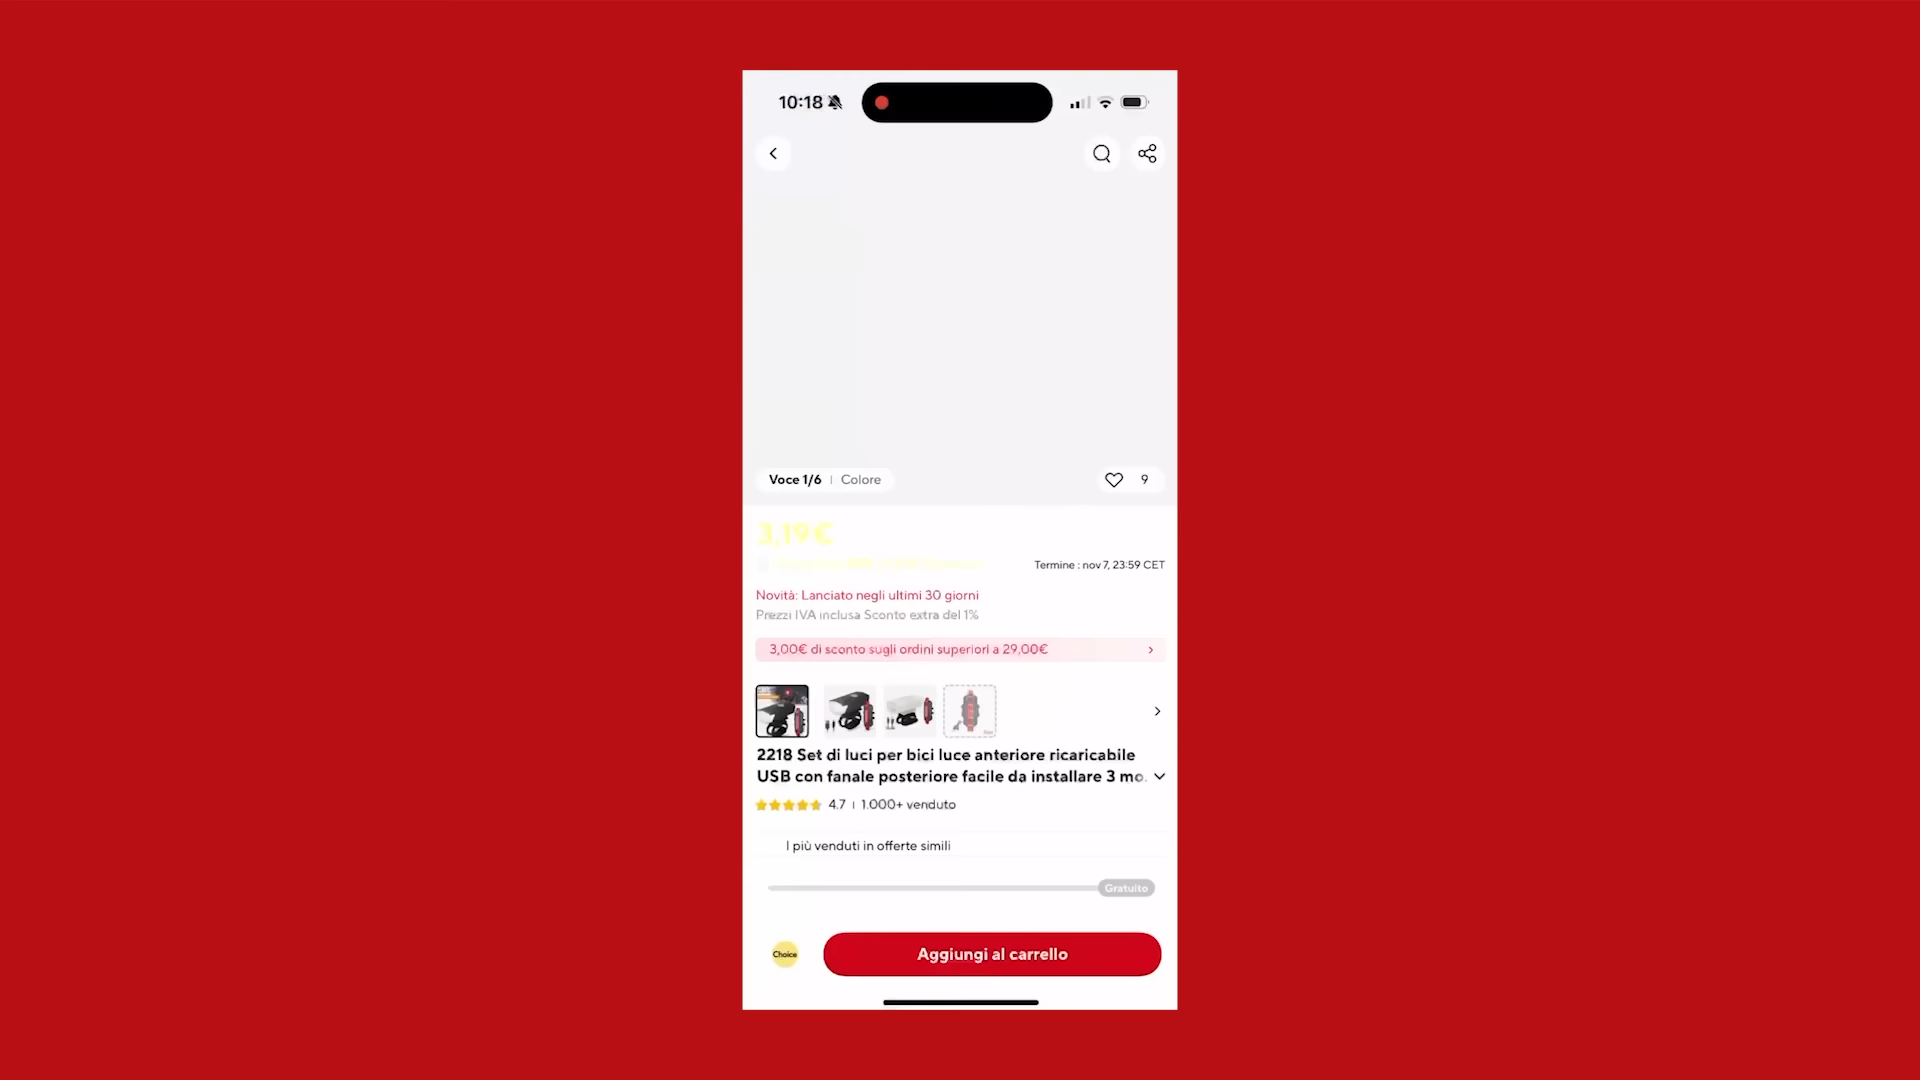 10:18
Voce 1/6 | Colore
9
3,19€
Termine : nov 7, 23:59 CET
Novità: Lanciato negli ultimi 30 giorni
Prezzi IVA inclusa Sconto extra del 1%
3,00€ di sconto sugli ordini superiori a 29,00€
2218 Set di luci per bici luce anteriore ricaricabile
USB con fanale posteriore facile da installare 3 mo.
4.7 | 1.000+ venduto
I più venduti in offerte simili
Gratuito
Choice
Aggiungi al carrello